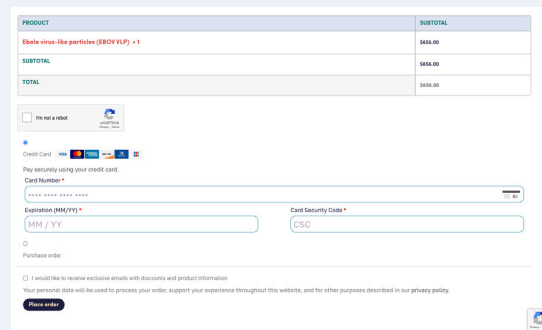 PRODUCT SUBTOTAL
Ebola virus-like particles (EBOV VLP) × 1 $656.00
SUBTOTAL $656.00
TOTAL $656.00
I'm not a robot
reCAPTCHA
Privacy - Terms
Credit Card VISA
Pay securely using your credit card.
Card Number *
•••• •••• •••• ••••
Expiration (MM/YY) * Card Security Code *
MM / YY CSC
Purchase order
I would like to receive exclusive emails with discounts and product information
Your personal data will be used to process your order, support your experience throughout this website, and for other purposes described in our privacy policy.
Place order